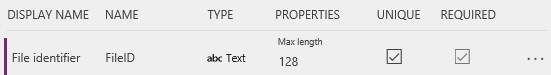 DISPLAY NAME NAME TYPE PROPERTIES UNIQUE REQUIRED
Max length
File identifier FileID abc Text 128 ...